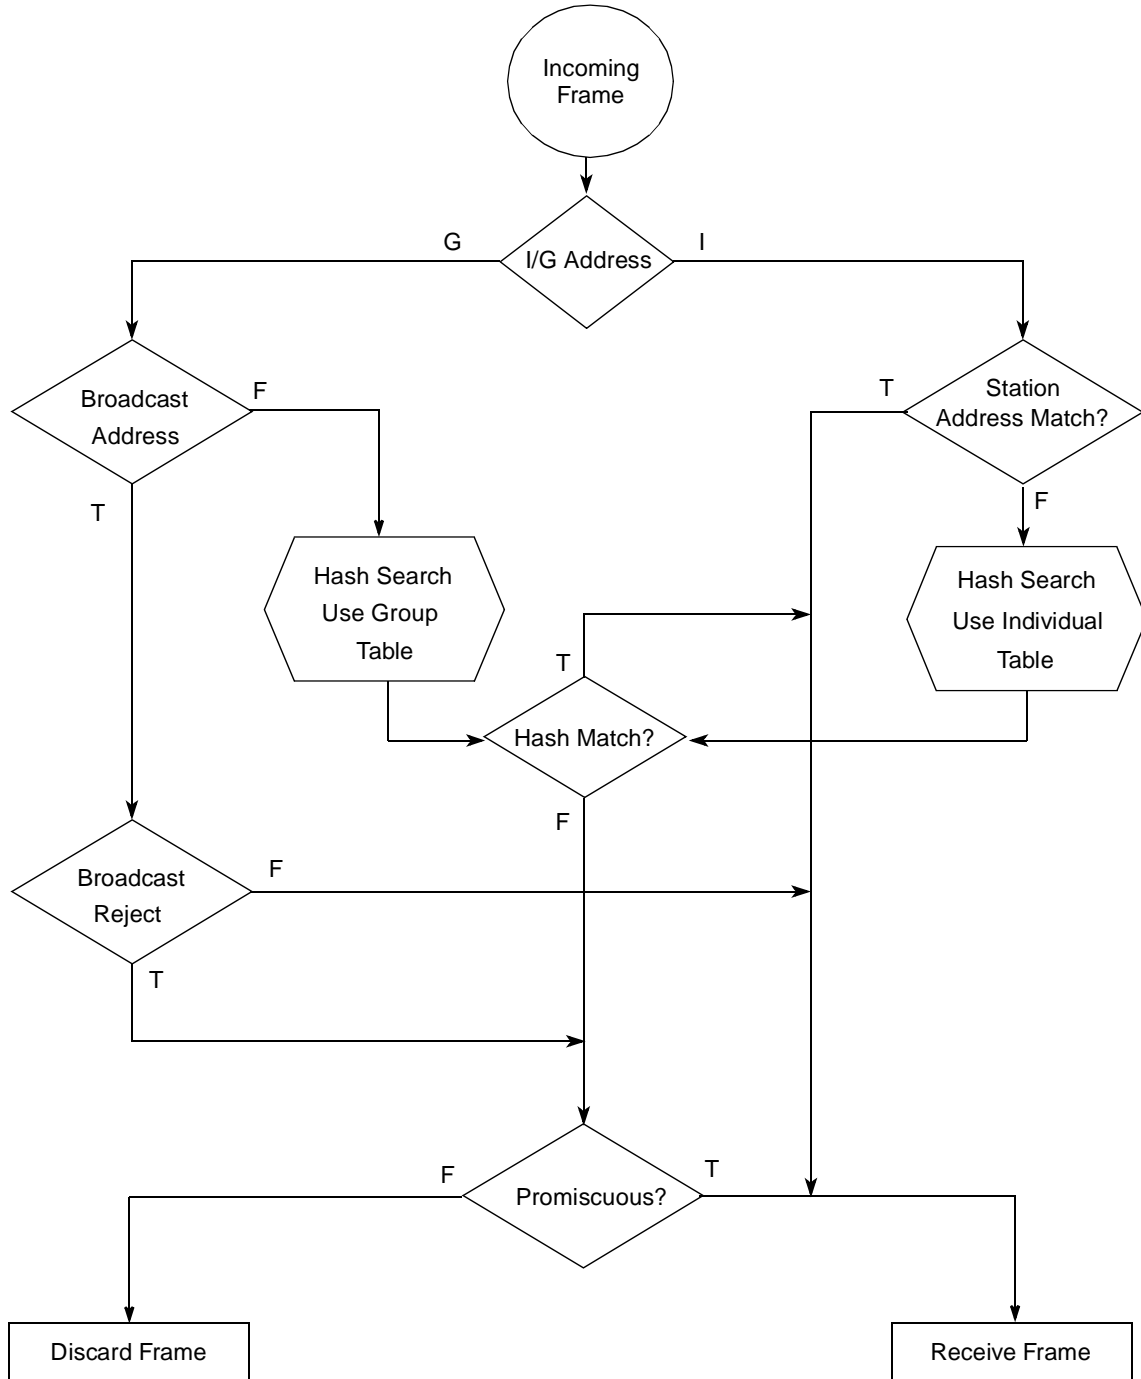 Incoming
Frame
G
I/G Address
I
Broadcast
Address
F
T
T
Station
Address Match?
F
Hash Search
Use Group
Table
Hash Search
Use Individual
Table
T
Hash Match?
F
Broadcast
Reject
F
T
F
Promiscuous?
T
Discard Frame
Receive Frame